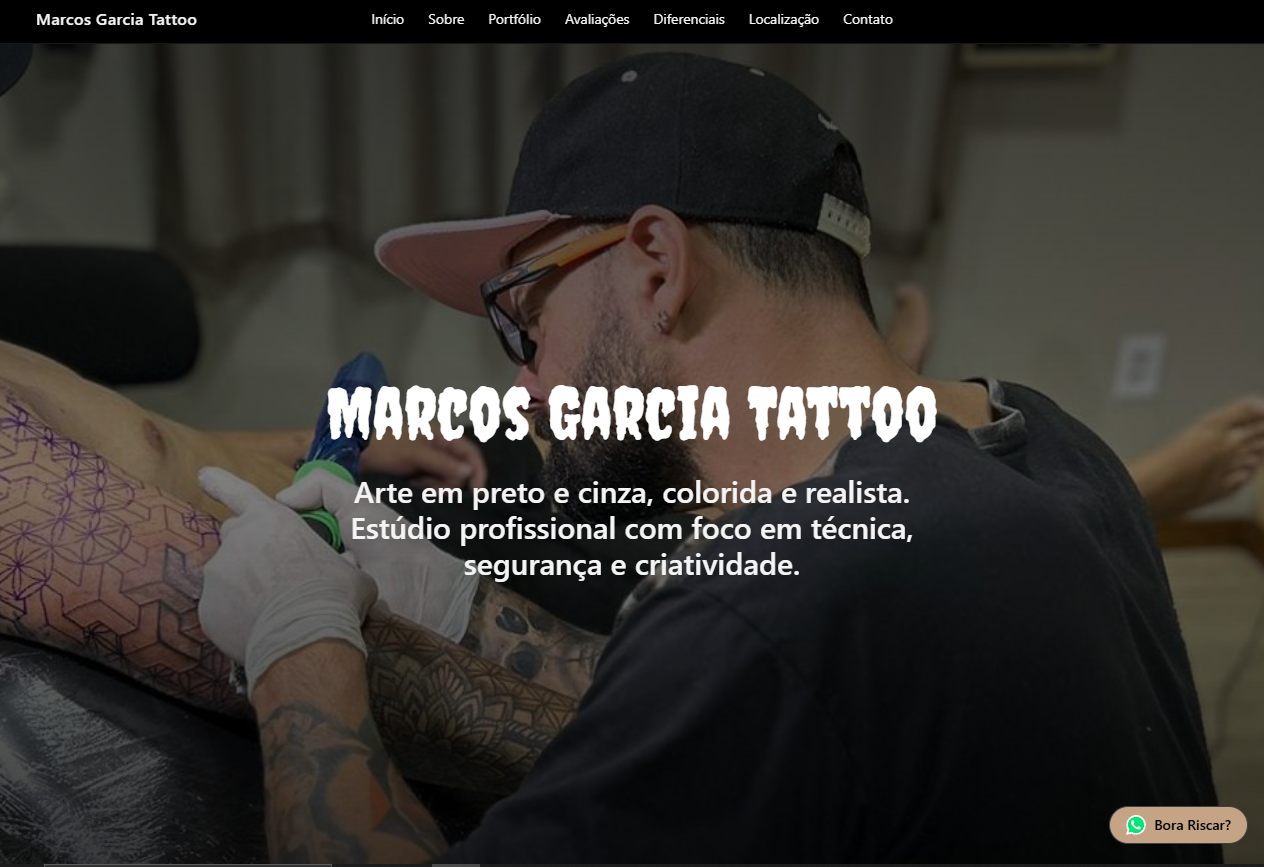 Marcos Garcia Tattoo
Início Sobre Portfólio Avaliações Diferenciais Localização Contato
MARCOS GARCIA TATTOO
Arte em preto e cinza, colorida e realista.
Estúdio profissional com foco em técnica,
segurança e criatividade.
Bora Riscar?